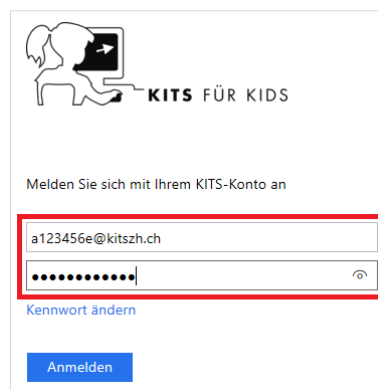 KITS FÜR KIDS
Melden Sie sich mit Ihrem KITS-Konto an
a123456e@kitszh.ch
••••••••••••
Kennwort ändern
Anmelden